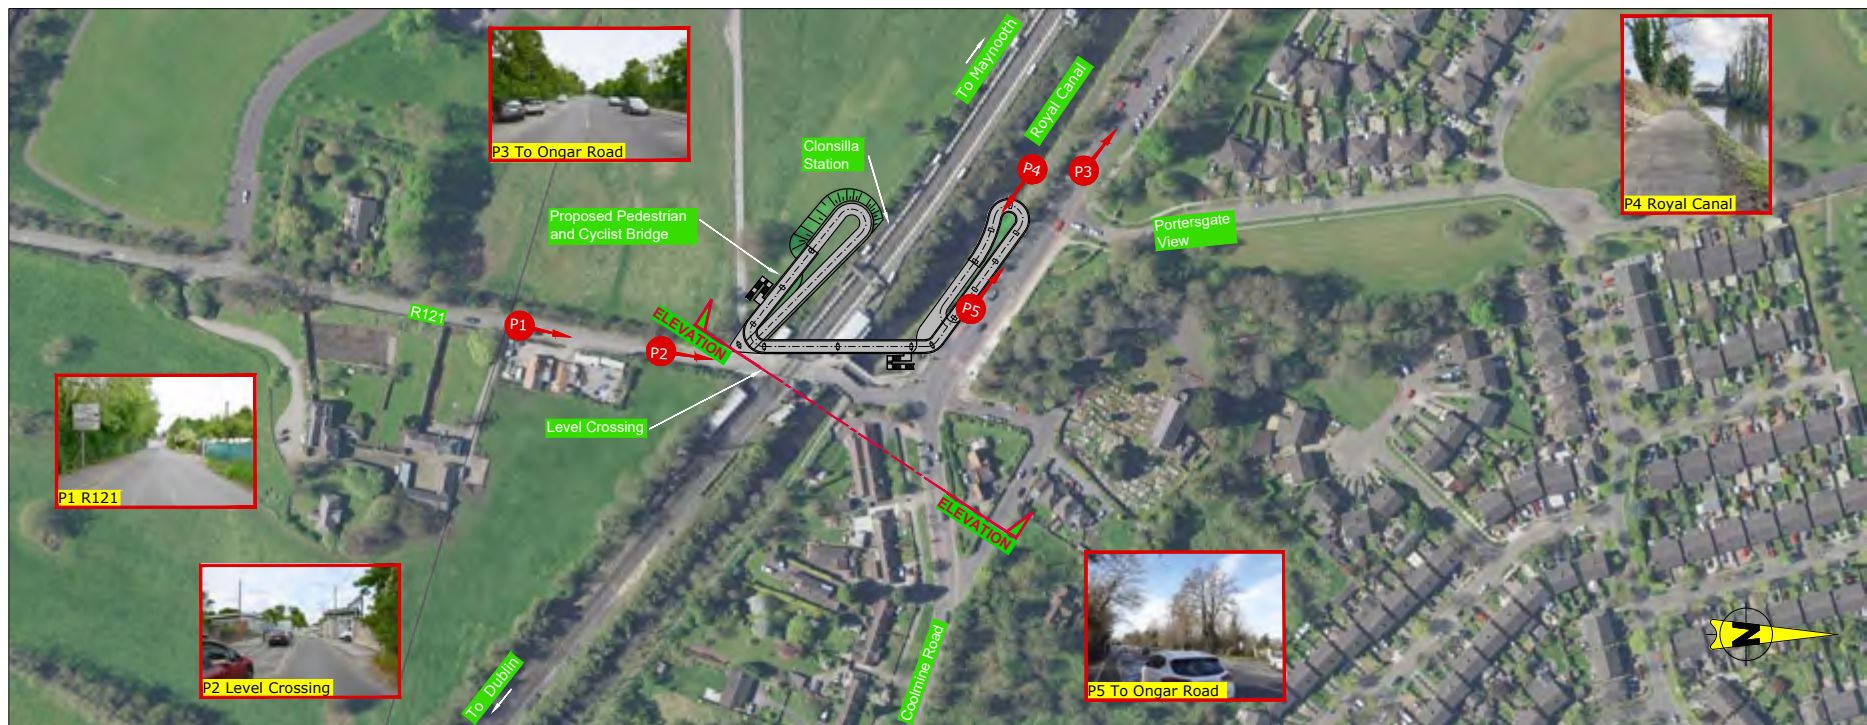 To Maynooth
Royal Canal
P3 To Ongar Road
Clonsilla
Station
P4
P3
P4 Royal Canal
Proposed Pedestrian
and Cyclist Bridge
Portersgate
View
R121
P1
P2
ELEVATION
P5
Level Crossing
P1 R121
ELEVATION
P2 Level Crossing
To Dublin
Coolmine Road
P5 To Ongar Road
N